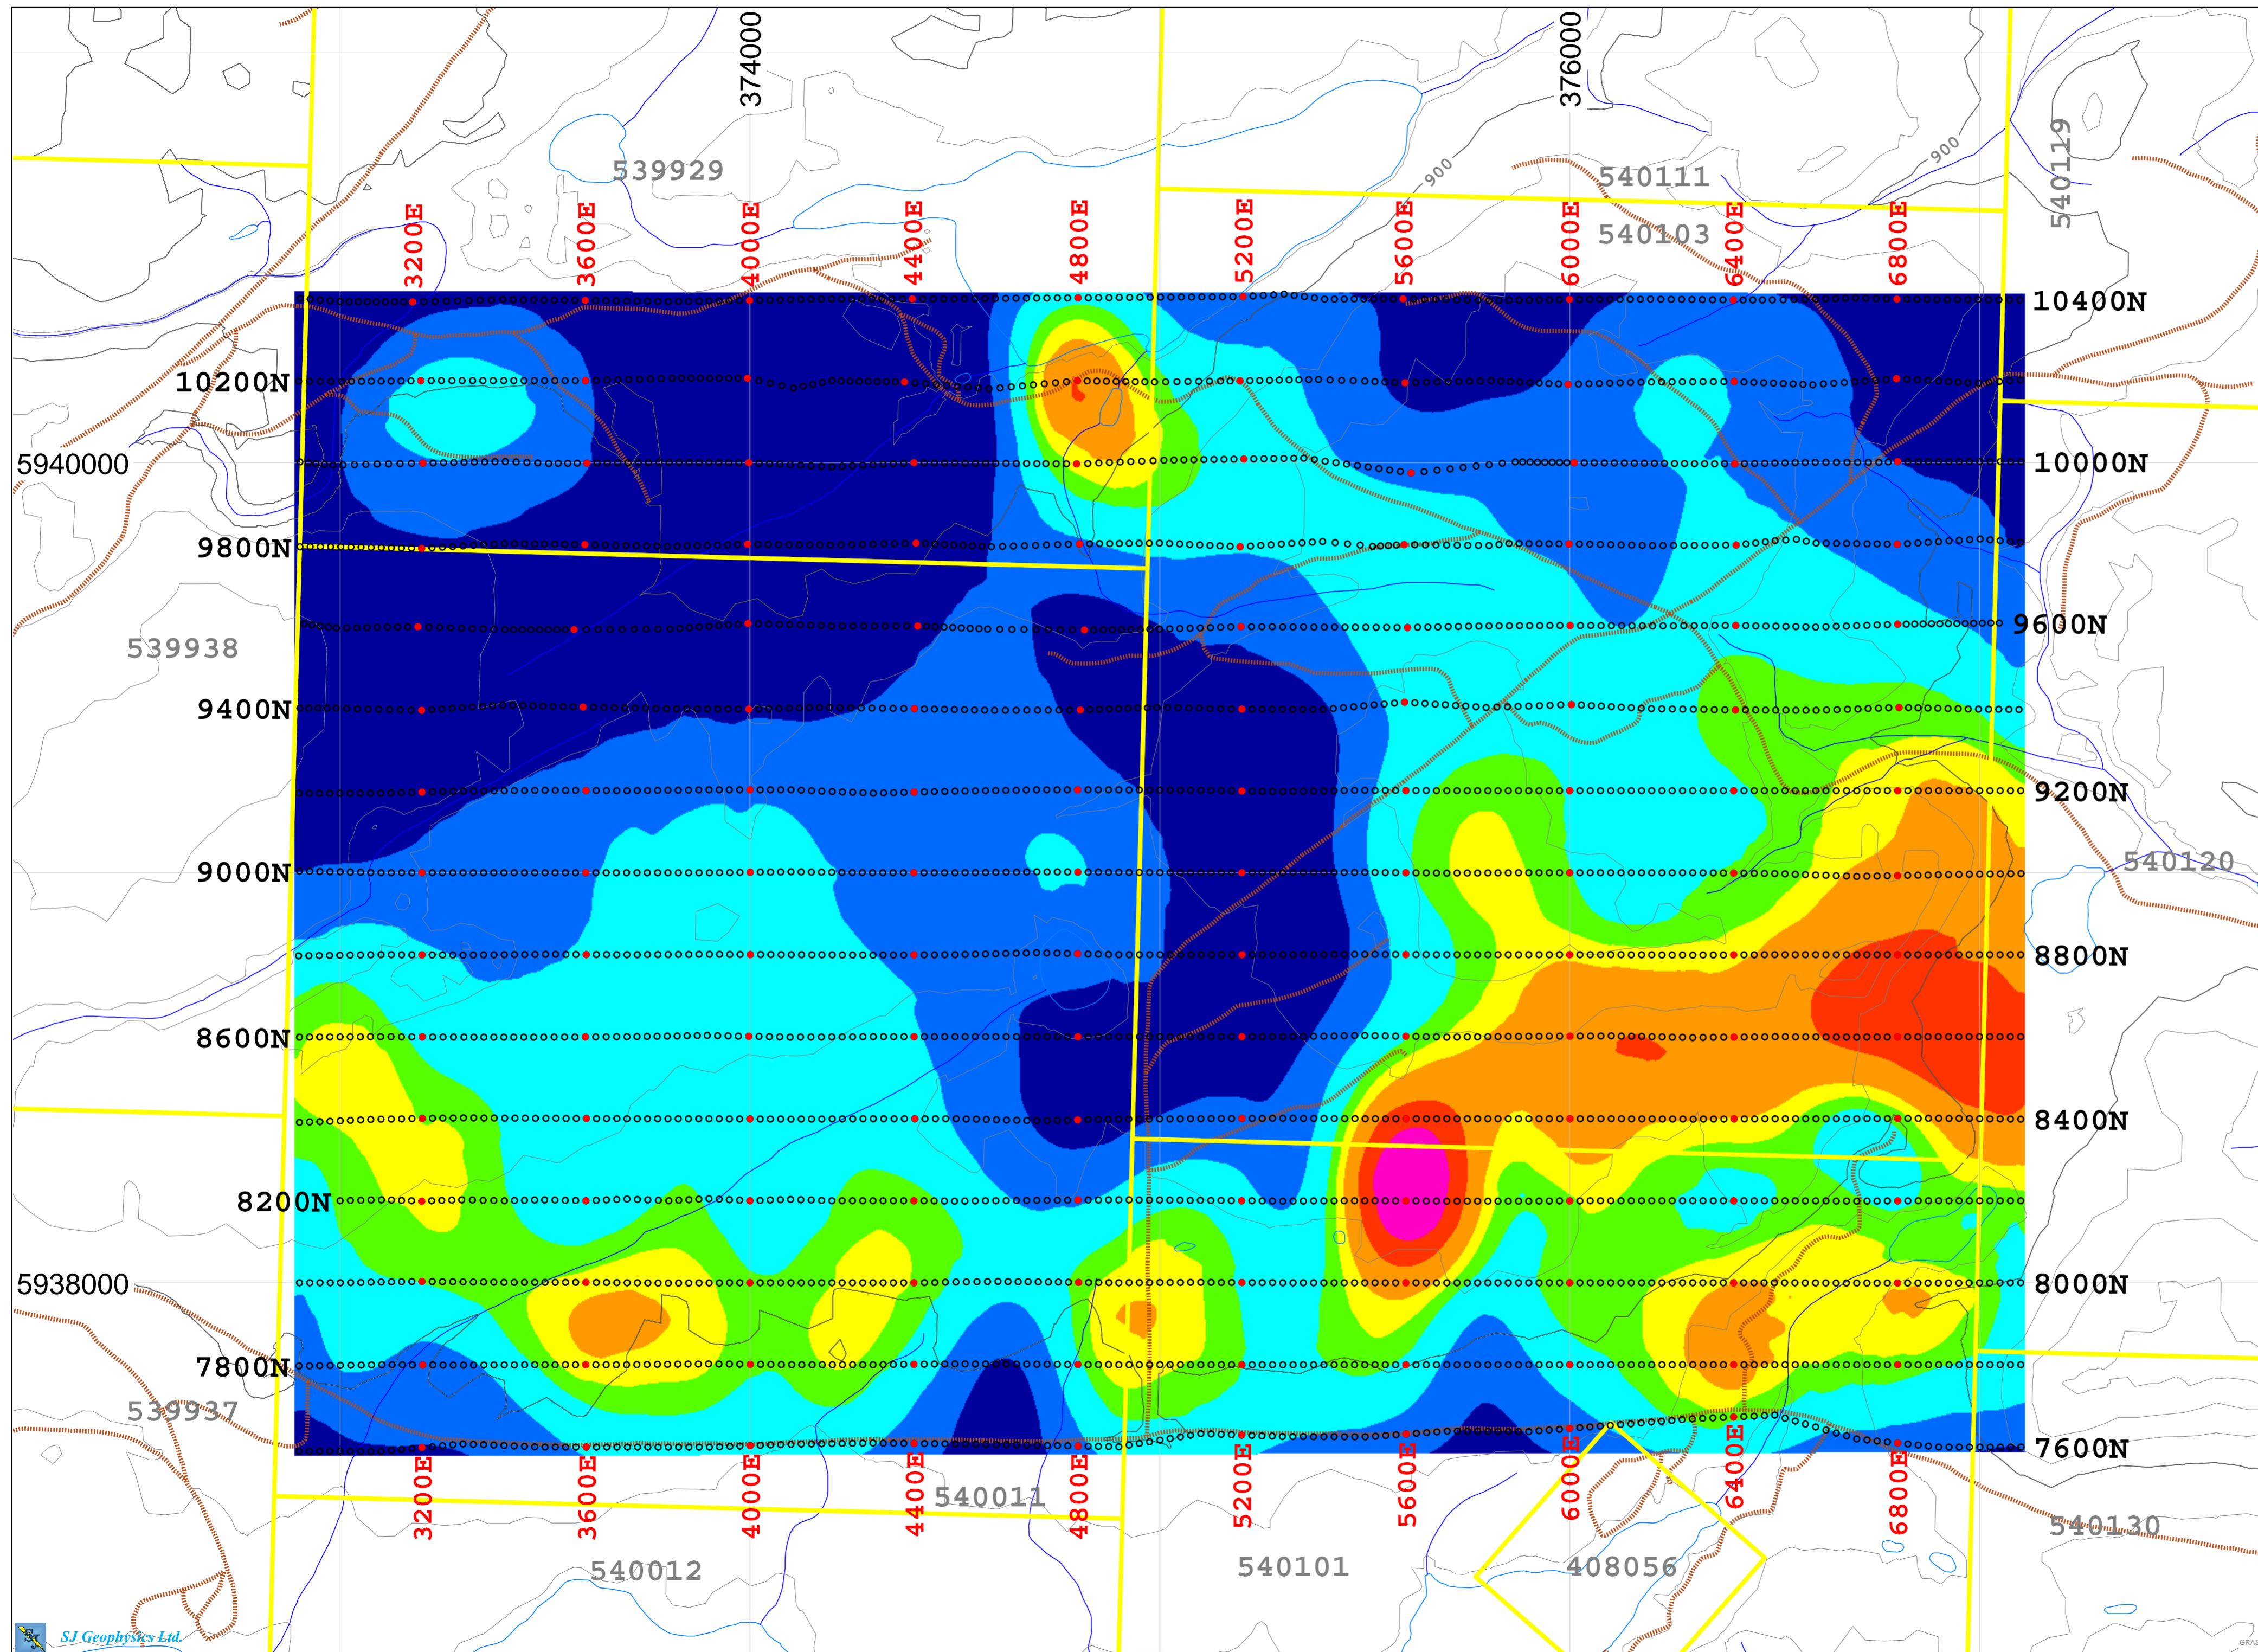 374000
376000
539929
540111
540119
900
900
540103
3200E
3600E
4000E
4400E
4800E
5200E
5600E
6000E
6400E
6800E
10400N
10200N
5940000
10000N
9800N
9600N
539938
9400N
9200N
9000N
540120
8800N
8600N
8400N
8200N
5938000
8000N
7800N
539937
7600N
3200E
3600E
4000E
4400E
4800E
5200E
5600E
6000E
6400E
6800E
540011
540130
540012
540101
408056
SJ
SJ Geophysics Ltd.